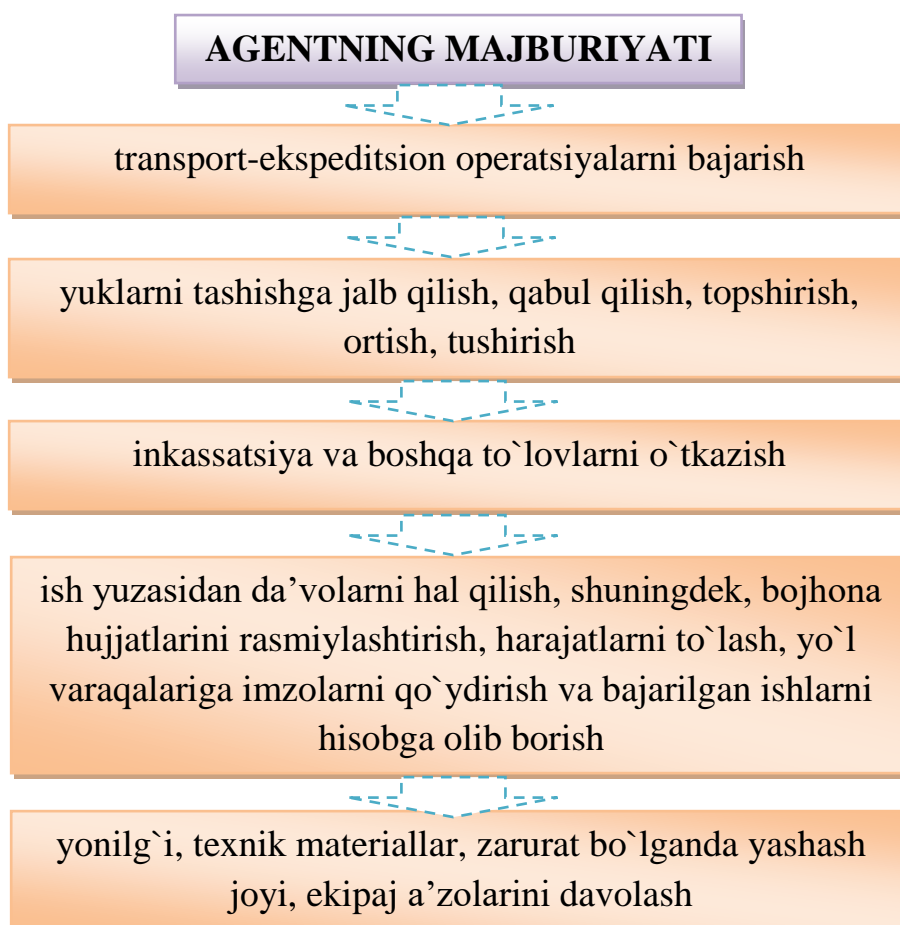 AGENTNING MAJBURIYATI
transport-ekspeditsion operatsiyalarni bajarish
yuklarni tashishga jalb qilish, qabul qilish, topshirish,
ortish, tushirish
inkassatsiya va boshqa to`lovlarni o`tkazish
ish yuzasidan da’volarni hal qilish, shuningdek, bojhona
hujjatlarini rasmiylashtirish, harajatlarni to`lash, yo`l
varaqalariga imzolarni qo`ydirish va bajarilgan ishlarni
hisobga olib borish
yonilg`i, texnik materiallar, zarurat bo`lganda yashash
joyi, ekipaj a’zolarini davolash